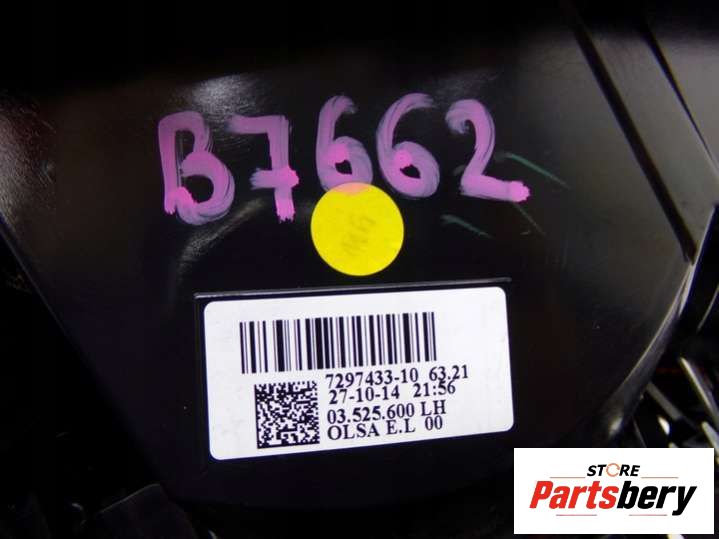 B7662
7297433-10 63.21
27-10-14 21:56
03.525.600 LH
OLSA E.L 00
STORE
Partsbery